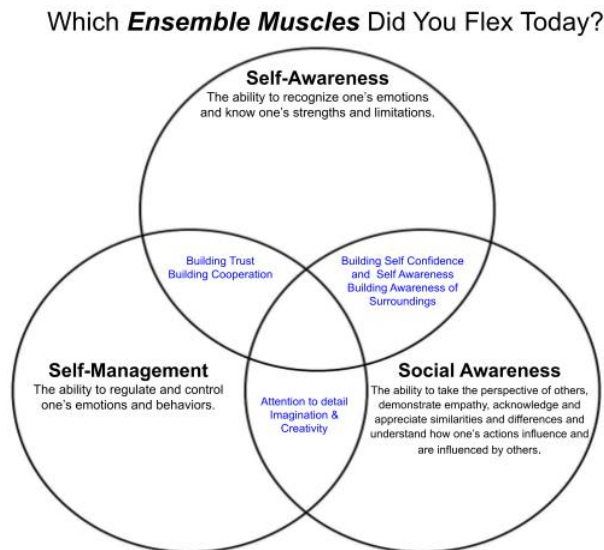 Which Ensemble Muscles Did You Flex Today?
Self-Awareness
The ability to recognize one's emotions
and know one's strengths and limitations.
Building Trust
Building Cooperation
Building Self Confidence
and Self Awareness
Building Awareness of
Surroundings
Self-Management
The ability to regulate and control
one's emotions and behaviors.
Attention to detail
Imagination &
Creativity
Social Awareness
The ability to take the perspective of others,
demonstrate empathy, acknowledge and
appreciate similarities and differences and
understand how one's actions influence and
are influenced by others.